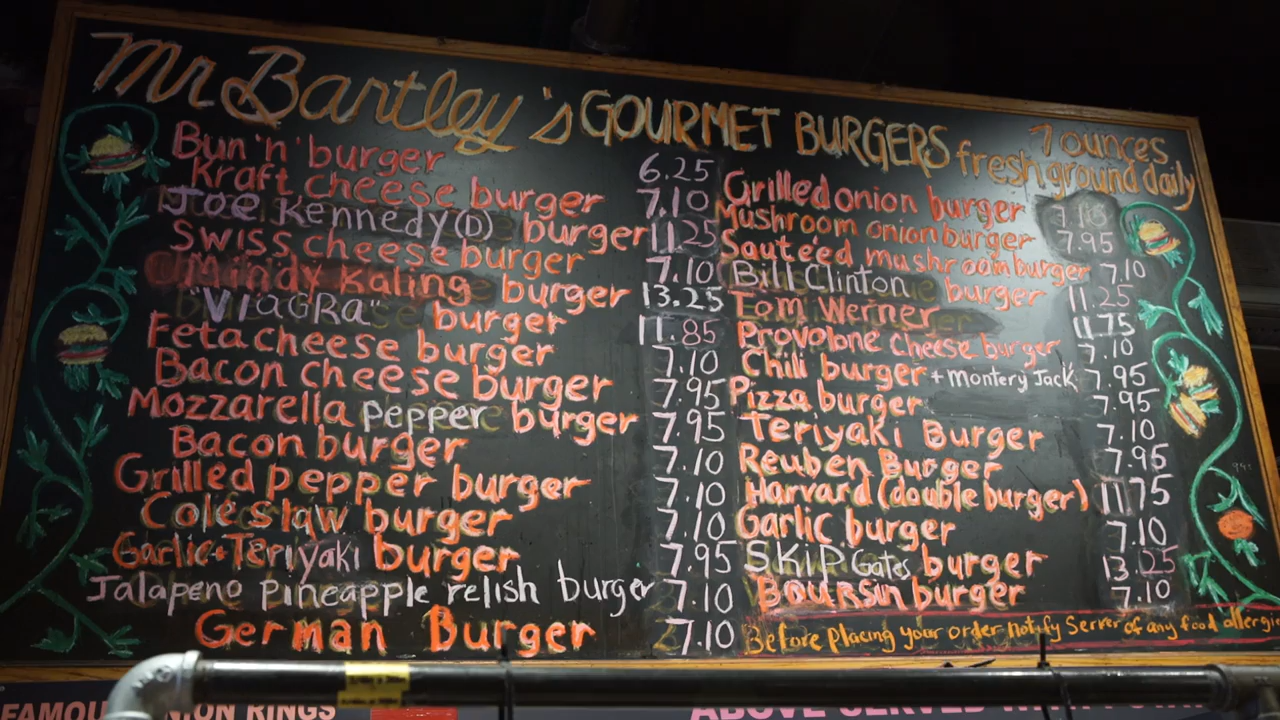 Mr Bartley's GOURMET BURGERS fresh ground daily
7 ounces
Bun 'n' burger 6.25
Kraft cheese burger 7.10
Joe Kennedy (D) burger 11.25
Swiss cheese burger 7.10
Mindy Kaling burger 13.25
"VIAGRA" burger 11.85
Feta cheese burger 7.10
Bacon cheese burger 7.95
Mozzarella pepper burger 7.95
Bacon burger 7.10
Grilled pepper burger 7.10
Cole slaw burger 7.10
Garlic+Teriyaki burger 7.95
Jalapeno pineapple relish burger 7.10
German Burger 7.10
Grilled onion burger 7.10
Mushroom onion burger 7.95
Sauteéd mushroom burger 7.10
Bill Clinton burger 11.25
Tom Werner 11.75
Provolone cheese burger 7.10
Chili burger + Montery Jack 7.95
Pizza burger 7.95
Teriyaki Burger 7.10
Reuben Burger 7.95
Harvard (double burger) 11.75
Garlic burger 7.10
SKIP Gates burger 13.25
Boursin burger 7.10
Before placing your order notify Server of any food allergie
FAMOUS ONION RINGS
ABOVE SERVED